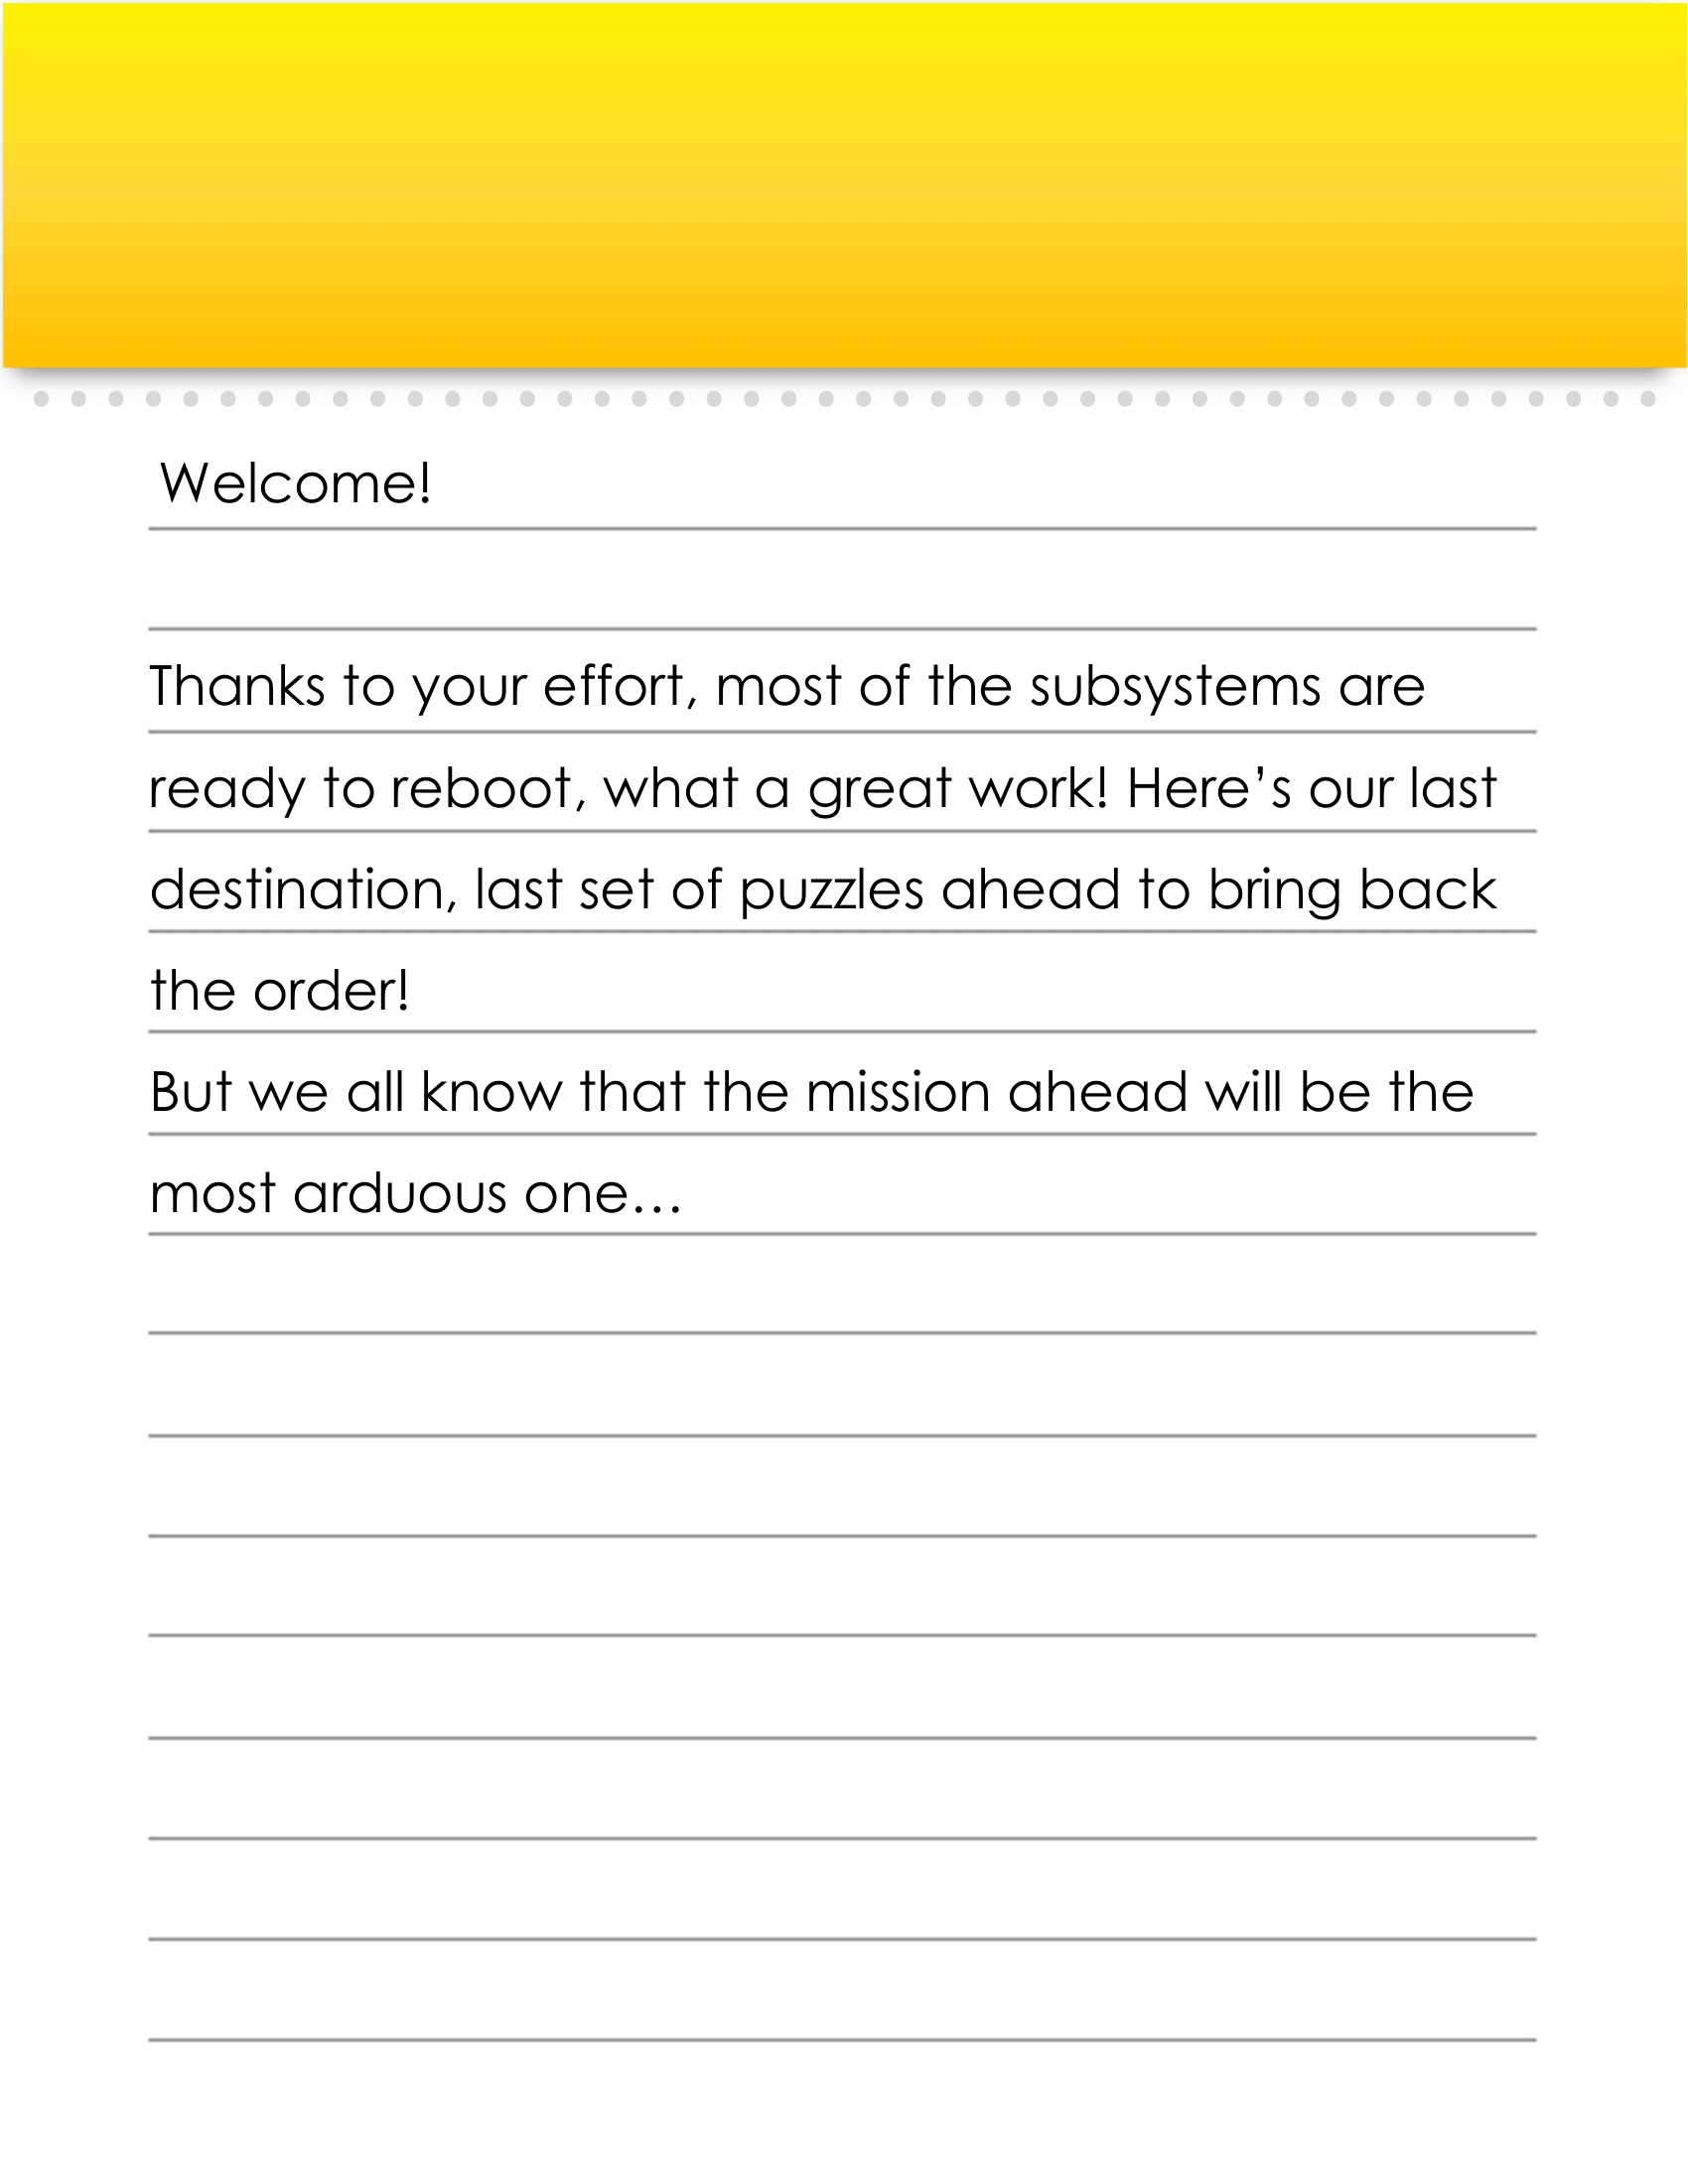 Welcome!
Thanks to your effort, most of the subsystems are
ready to reboot, what a great work! Here’s our last
destination, last set of puzzles ahead to bring back
the order!
But we all know that the mission ahead will be the
most arduous one…